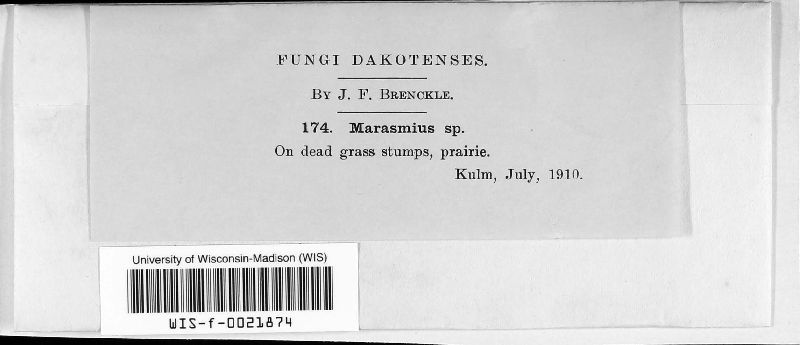 FUNGI DAKOTENSES.
BY J. F. BRENCKLE.
174. Marasmius sp.
On dead grass stumps, prairie.
Kulm, July, 1910.
University of Wisconsin-Madison (WIS)
WIS-f-0021874